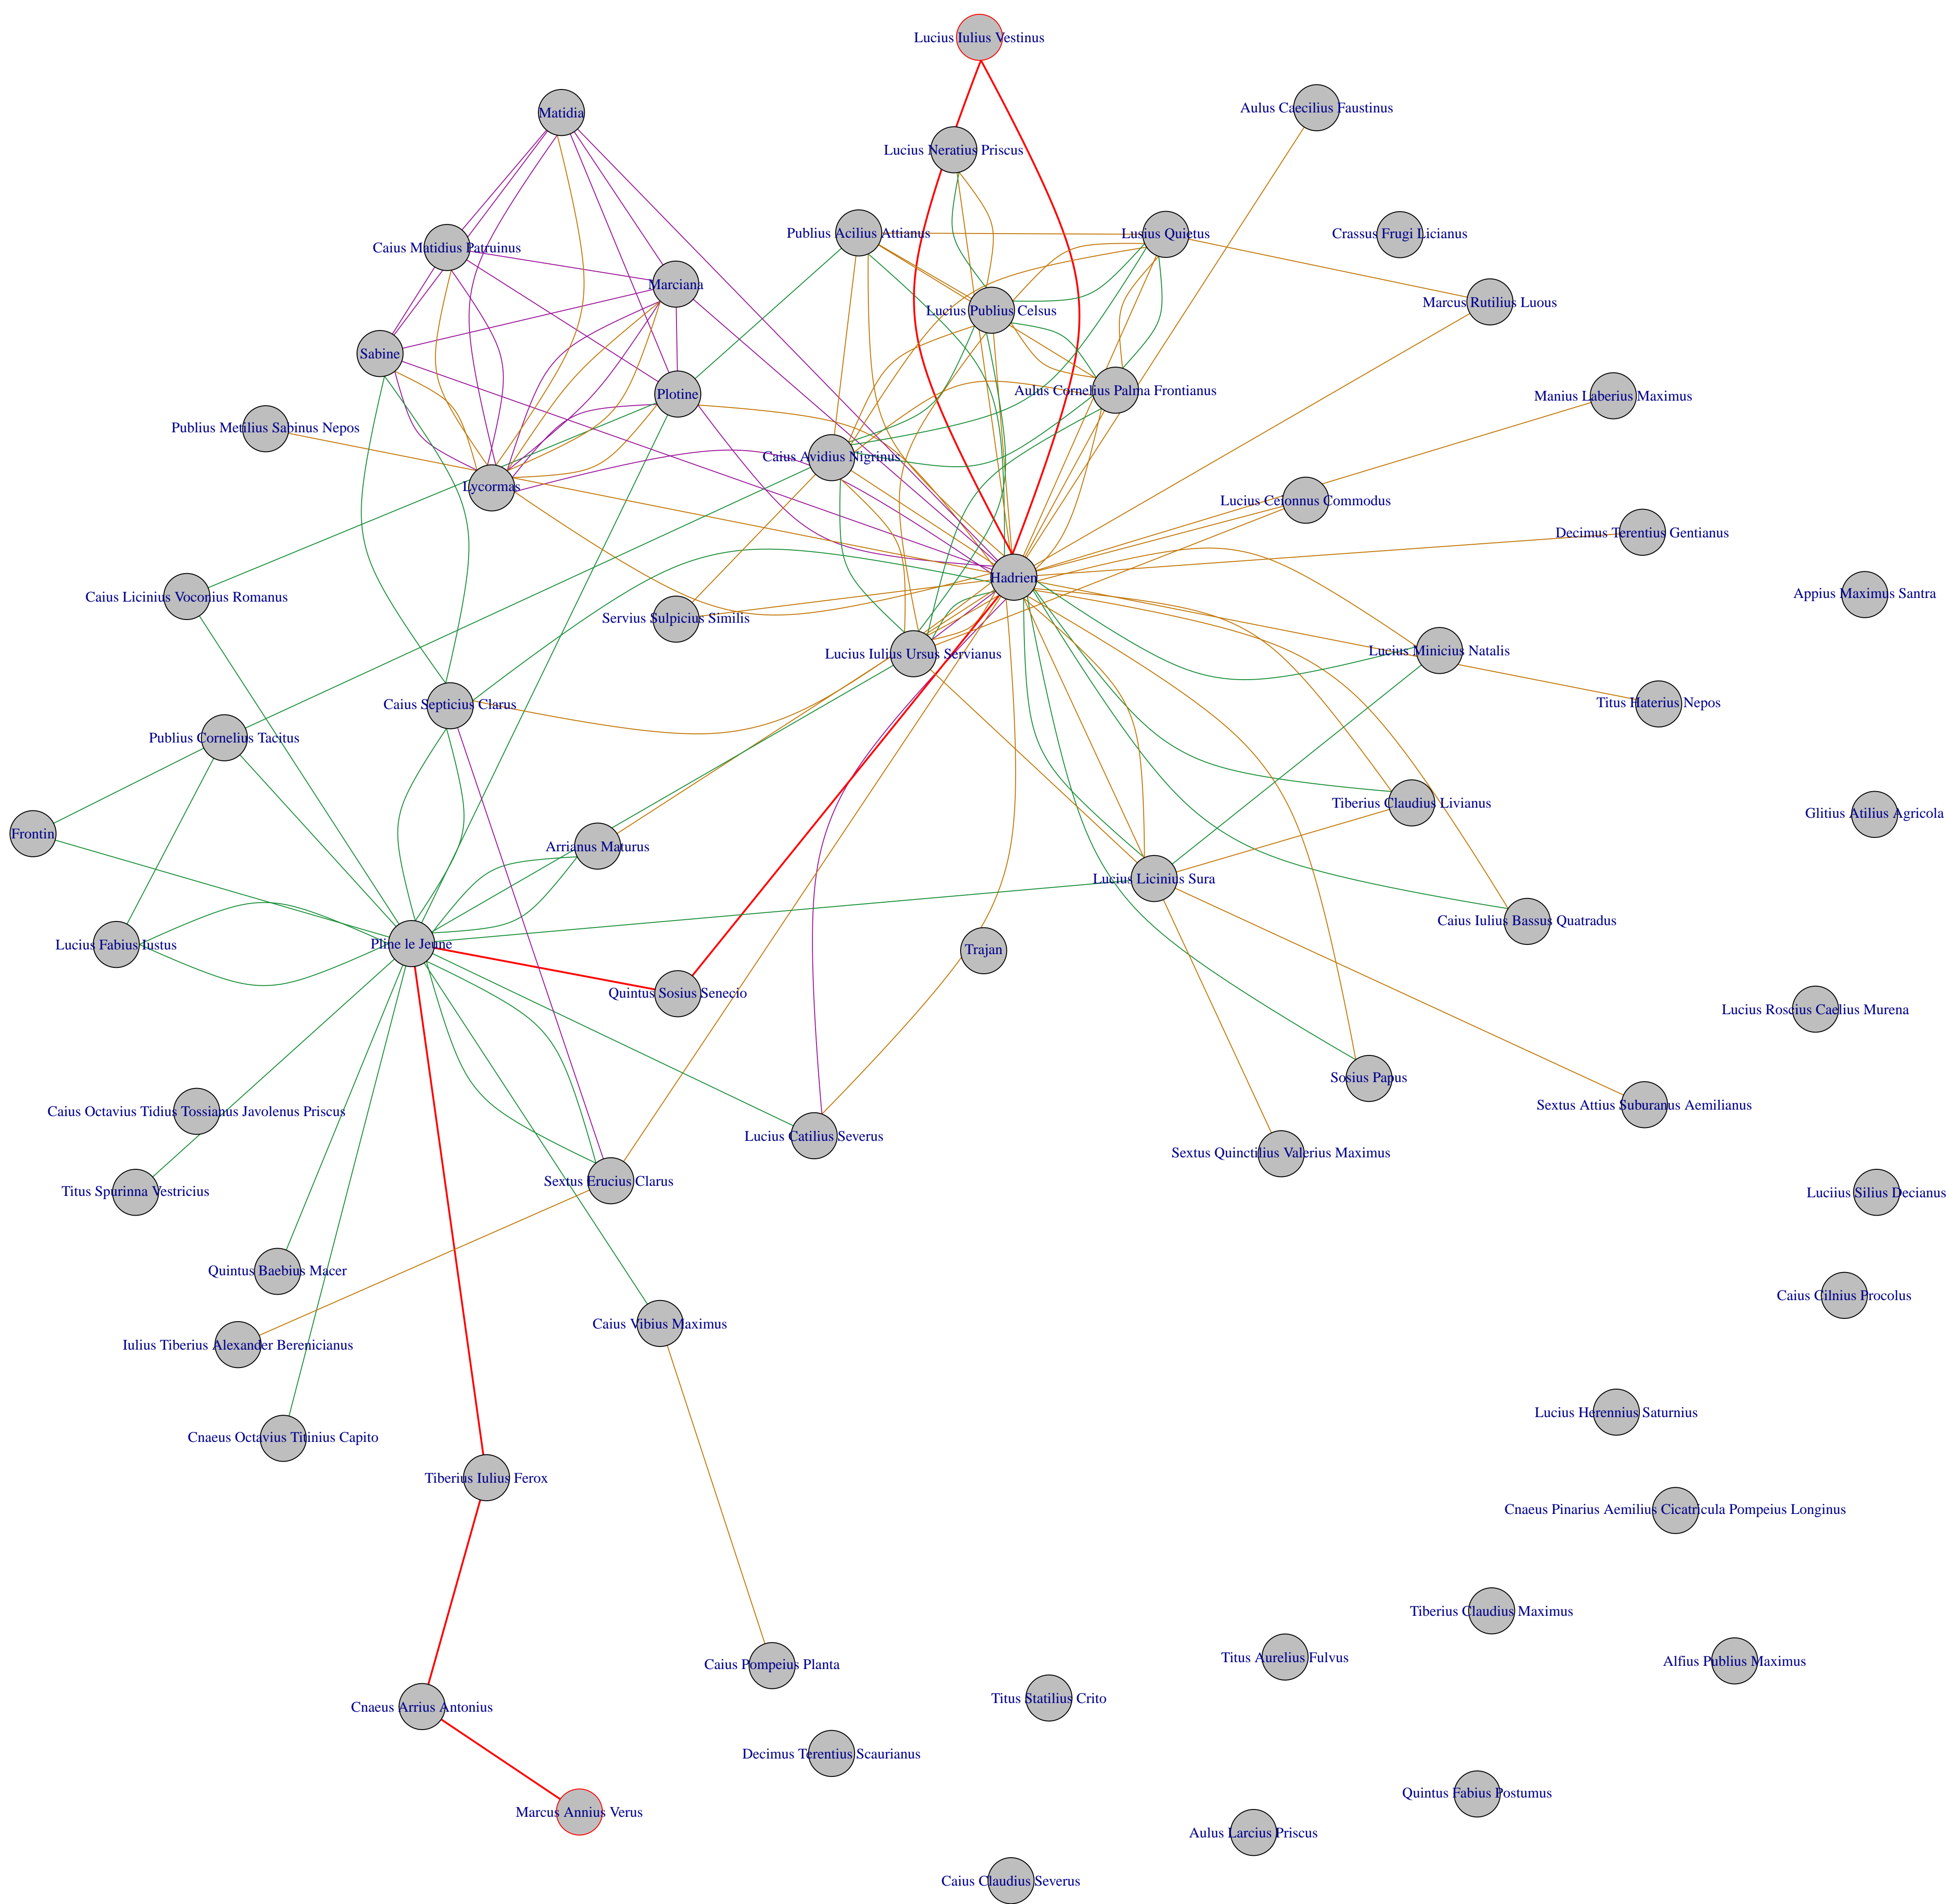 Lucius Iulius Vestinus
Aulus Caecilius Faustinus
Matidia
Lucius Neratius Priscus
Publius Acilius Attianus
Lusius Quietus
Crassus Frugi Licianus
Caius Matidius Patruinus
Marciana
Marcus Rutilius Luous
Lucius Publius Celsus
Sabine
Plotine
Aulus Cornelius Palma Frontianus
Manius Laberius Maximus
Publius Metilius Sabinus Nepos
Caius Avidius Nigrinus
Lycormas
Lucius Ceionnus Commodus
Decimus Terentius Gentianus
Hadrien
Appius Maximus Santra
Caius Licinius Voconius Romanus
Servius Sulpicius Similis
Lucius Iulius Ursus Servianus
Lucius Minicius Natalis
Caius Septicius Clarus
Titus Haterius Nepos
Publius Cornelius Tacitus
Tiberius Claudius Livianus
Glitius Atilius Agricola
Frontin
Arrianus Maturus
Lucius Licinius Sura
Caius Iulius Bassus Quatradus
Lucius Fabius Iustus
Pline le Jeune
Trajan
Quintus Sosius Senecio
Lucius Roscius Caelius Murena
Sosius Papus
Sextus Attius Suburanus Aemilianus
Caius Octavius Tidius Tossianus Javolenus Priscus
Lucius Catilius Severus
Sextus Quinctilius Valerius Maximus
Sextus Erucius Clarus
Titus Spurinna Vestricius
Luciius Silius Decianus
Quintus Baebius Macer
Caius Cilnius Procolus
Caius Vibius Maximus
Iulius Tiberius Alexander Berenicianus
Lucius Herennius Saturnius
Cnaeus Octavius Titinius Capito
Tiberius Iulius Ferox
Cnaeus Pinarius Aemilius Cicatricula Pompeius Longinus
Tiberius Claudius Maximus
Titus Aurelius Fulvus
Alfius Publius Maximus
Caius Pompeius Planta
Titus Statilius Crito
Cnaeus Arrius Antonius
Decimus Terentius Scaurianus
Quintus Fabius Postumus
Marcus Annius Verus
Aulus Larcius Priscus
Caius Claudius Severus